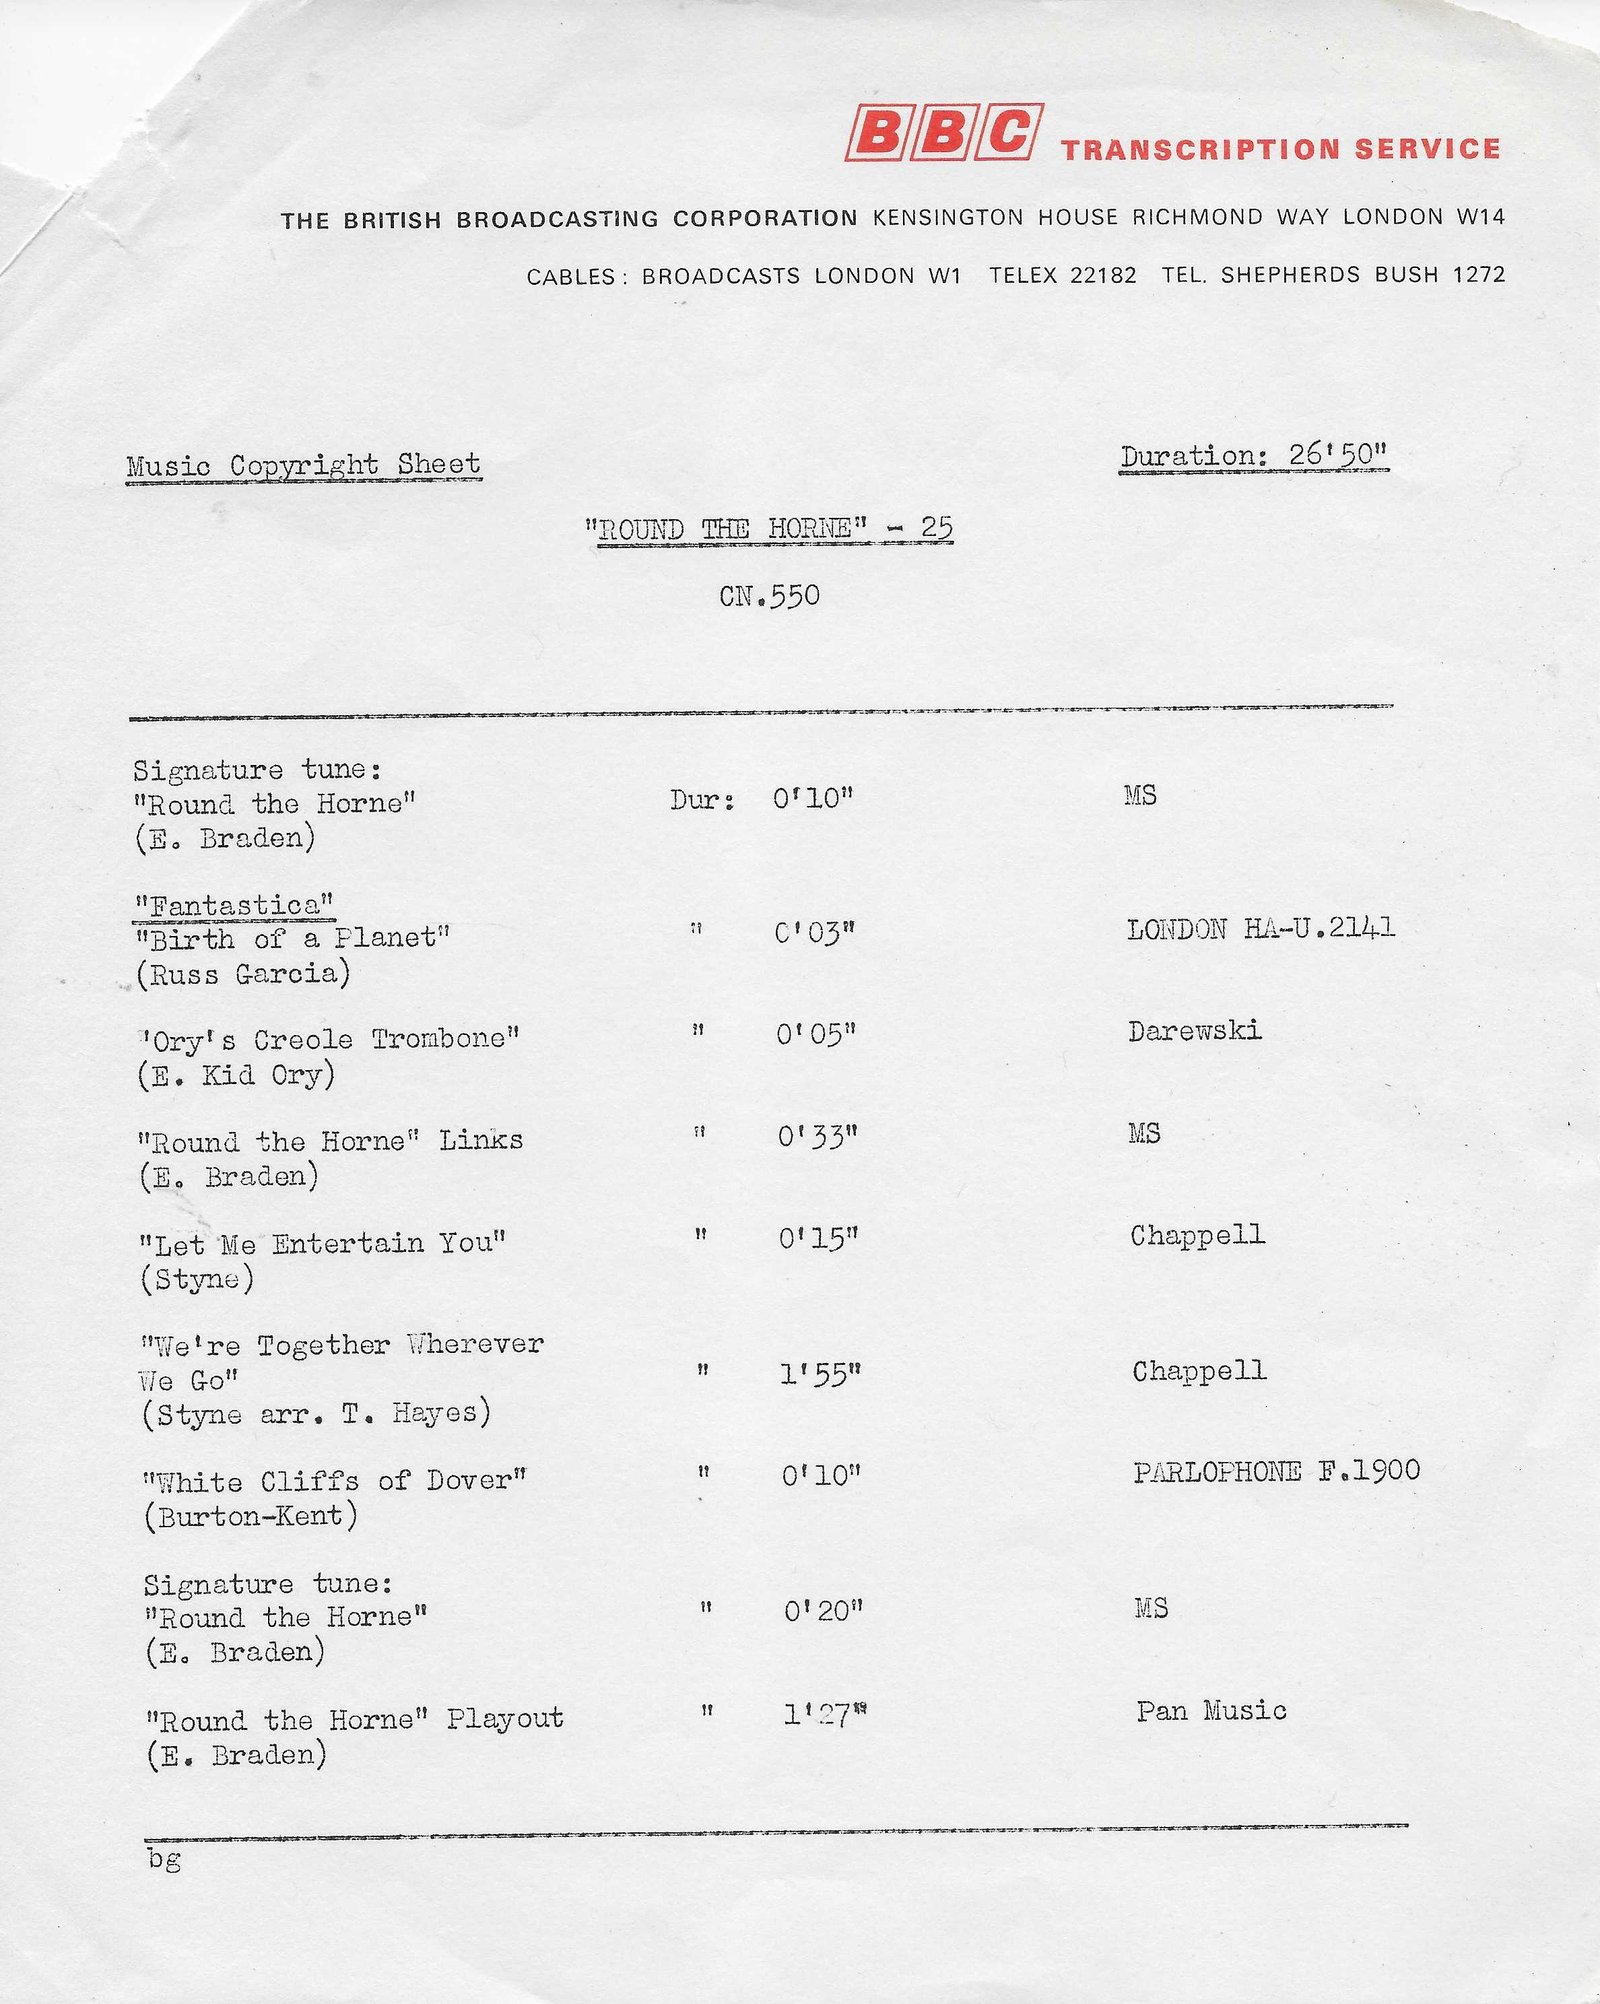 BBC TRANSCRIPTION SERVICE
THE BRITISH BROADCASTING CORPORATION KENSINGTON HOUSE RICHMOND WAY LONDON W14
CABLES: BROADCASTS LONDON W1 TELEX 22182 TEL. SHEPHERDS BUSH 1272
Music Copyright Sheet Duration: 26'50"
"ROUND THE HORNE" - 25
CN.550
Signature tune:
"Round the Horne" Dur: 0'10" MS
(E. Braden)
"Fantastica"
"Birth of a Planet" " 0'03" LONDON HA-U.2141
(Russ Garcia)
'Ory's Creole Trombone" " 0'05" Darewski
(E. Kid Ory)
"Round the Horne" Links " 0'33" MS
(E. Braden)
"Let Me Entertain You" " 0'15" Chappell
(Styne)
"We're Together Wherever
We Go" " 1'55" Chappell
(Styne arr. T. Hayes)
"White Cliffs of Dover" " 0'10" PARLOPHONE F.1900
(Burton-Kent)
Signature tune:
"Round the Horne" " 0'20" MS
(E. Braden)
"Round the Horne" Playout " 1'27" Pan Music
(E. Braden)
bg